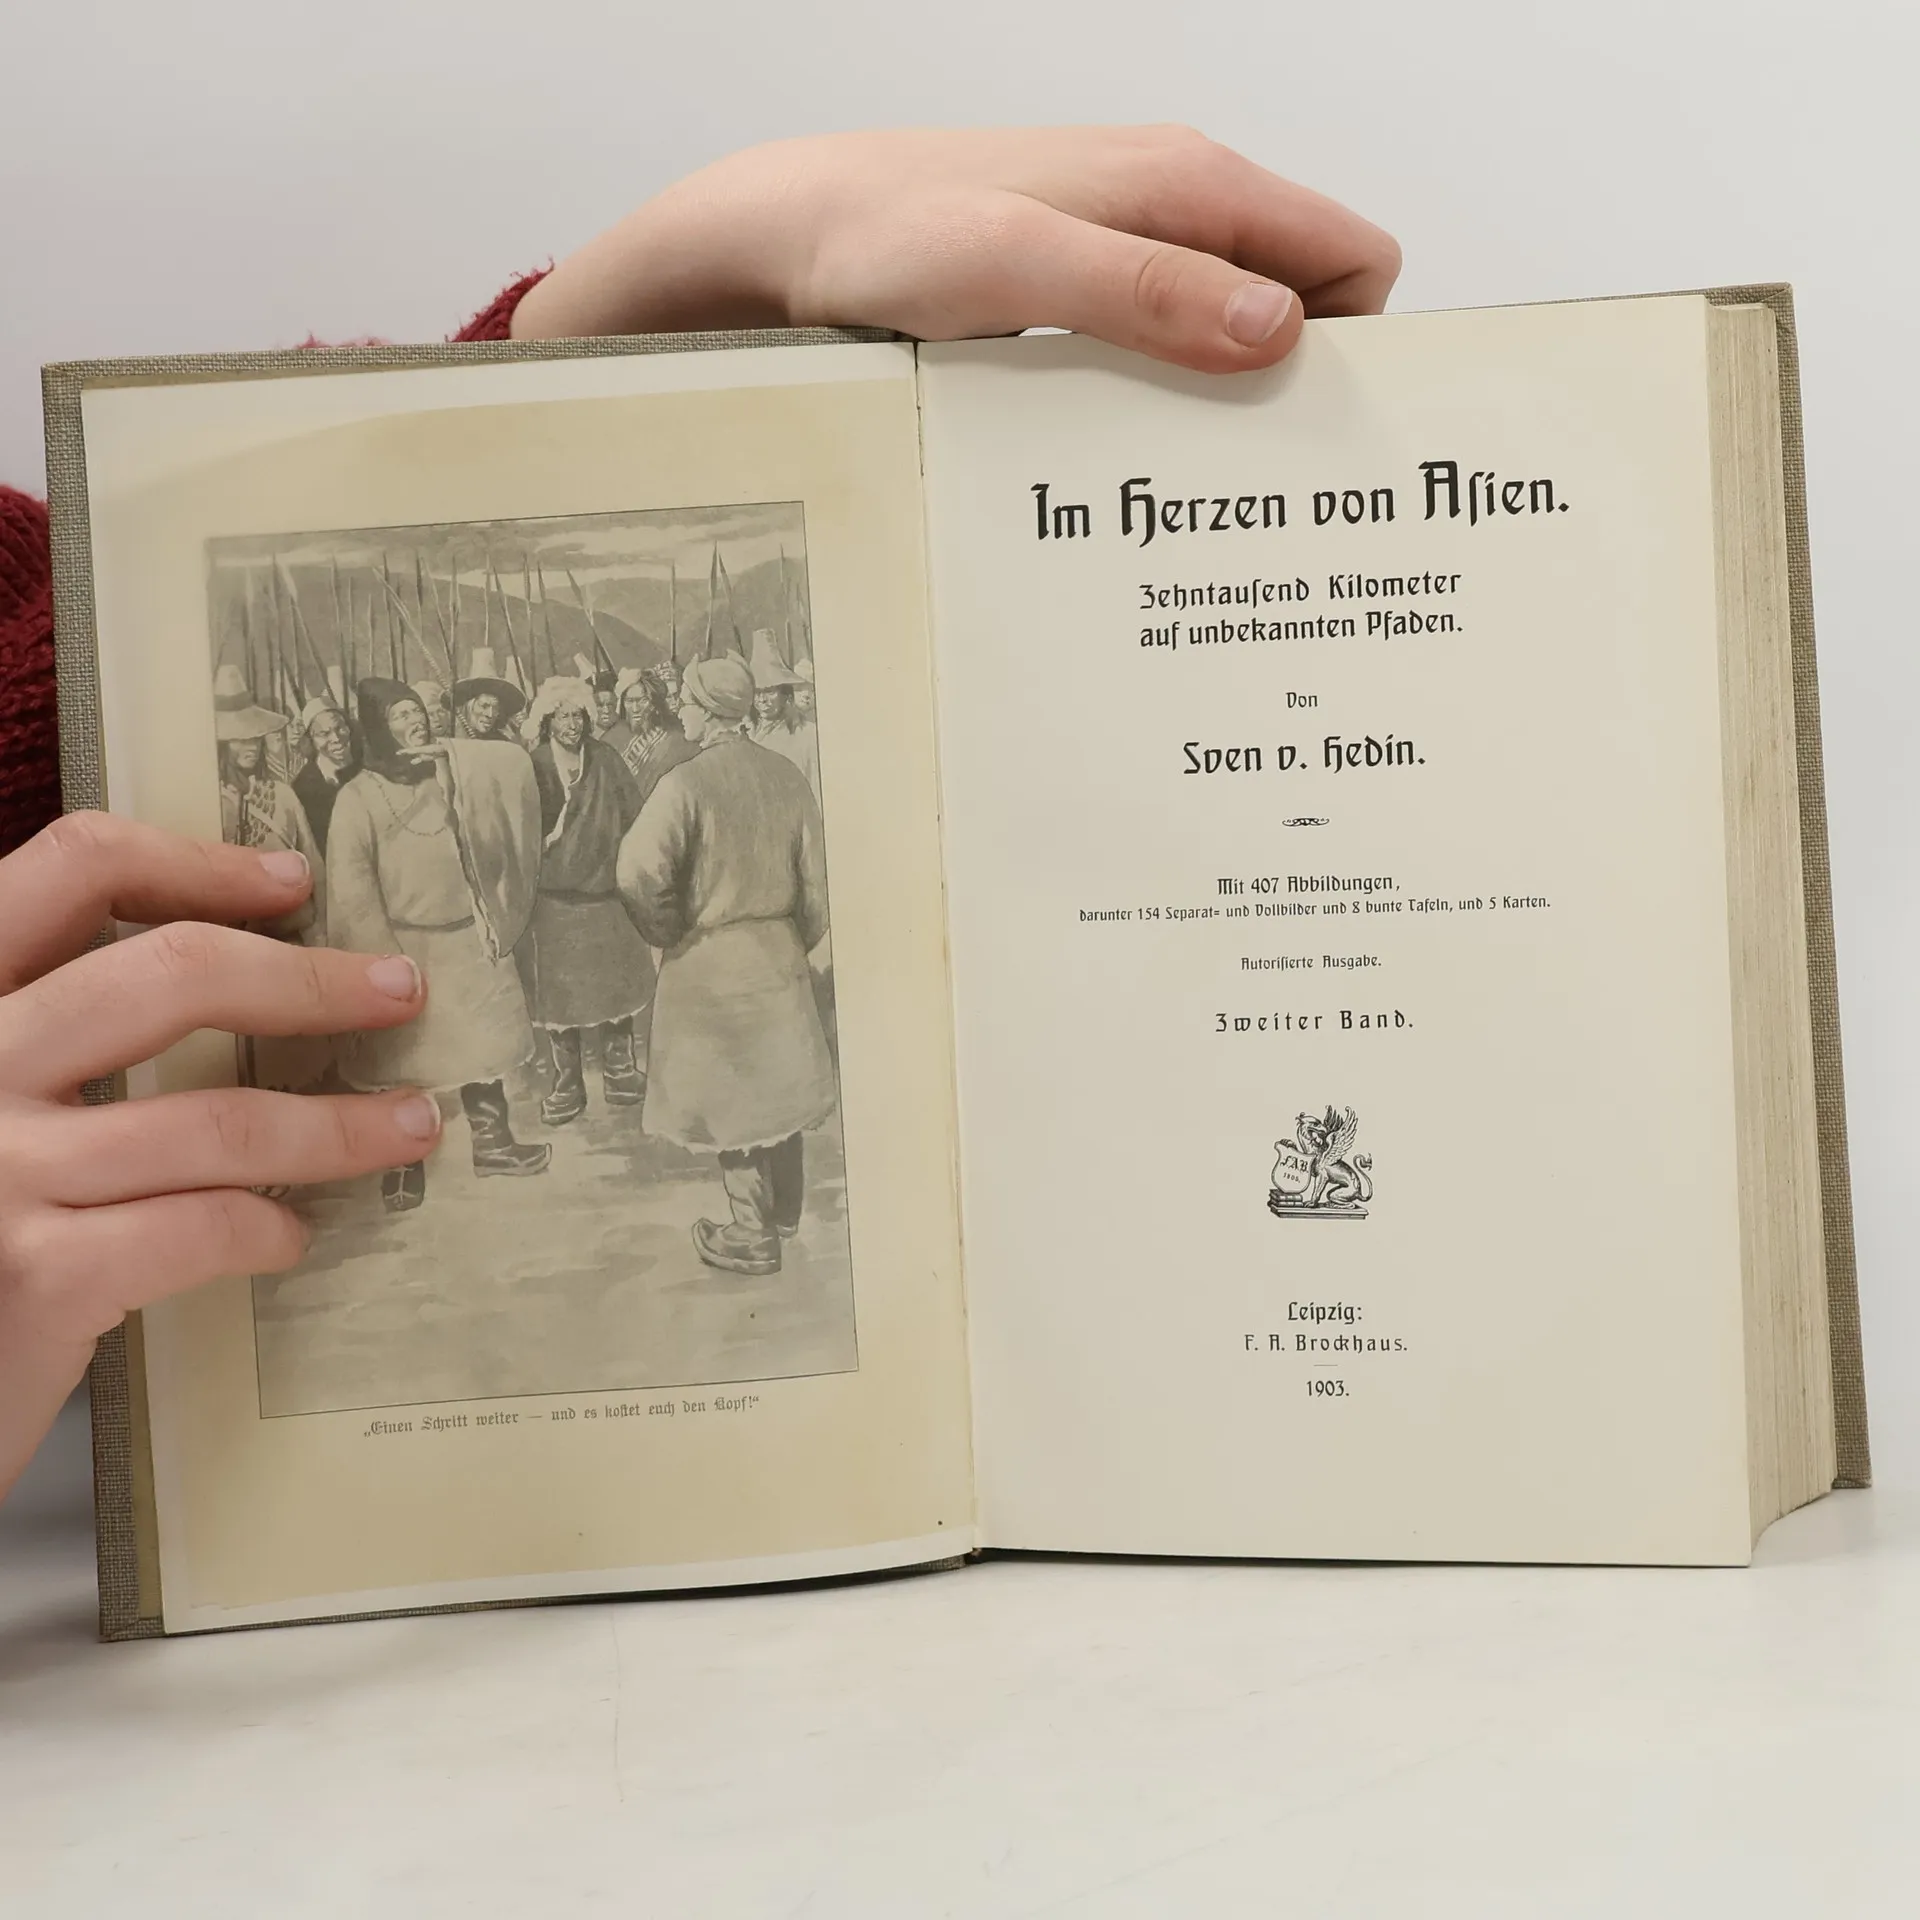 „Einen Schritt weiter — und es kostet euch den Kopf!“
Im Herzen von Aſien.
Zehntauſend Kilometer
auf unbekannten Pfaden.
Von
Sven v. Hedin.
Mit 407 Abbildungen,
darunter 154 Separat= und Vollbilder und 8 bunte Tafeln, und 5 Karten.
Autoriſierte Ausgabe.
Zweiter Band.
F.A.B.
1805.
Leipzig:
F. A. Brockhaus.
1903.